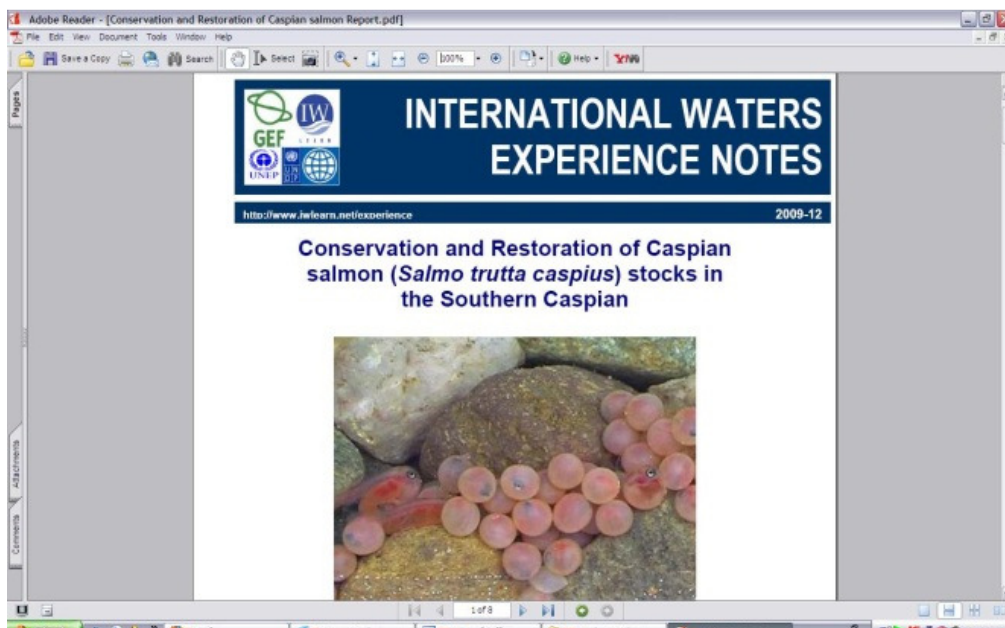 Adobe Reader - [Conservation and Restoration of Caspian salmon Report.pdf]
File Edit View Document Tools Window Help
Save a Copy Search Select 100% Help
Pages
GEF
IW
LEARN
UNEP
INTERNATIONAL WATERS
EXPERIENCE NOTES
http://www.iwlearn.net/experience 2009-12
Conservation and Restoration of Caspian
salmon (Salmo trutta caspius) stocks in
the Southern Caspian
Attachments
Comments
1 of 8